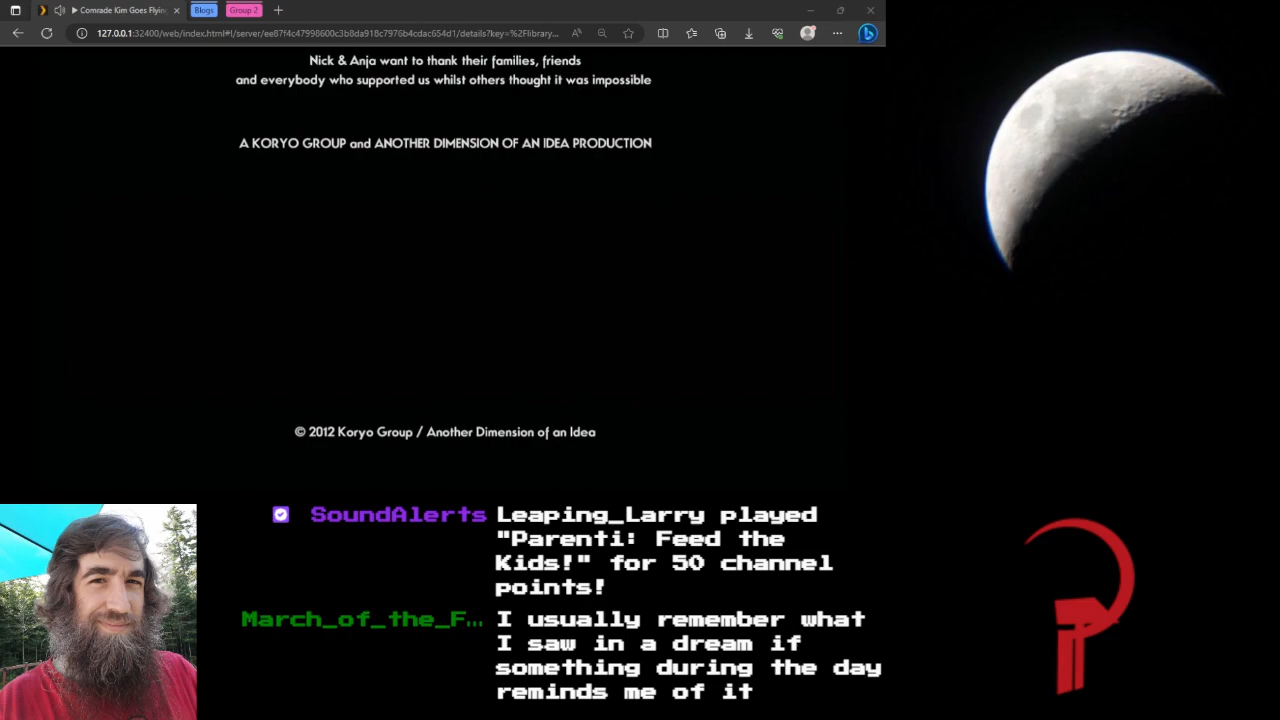 Comrade Kim Goes Flying
Blogs
Group 2
127.0.0.1:32400/web/index.html#!/server/ee87f4c47998600c3b8da918c7976b4cdac654d1/details?key=%2Flibrary...
Nick & Anja want to thank their families, friends
and everybody who supported us whilst others thought it was impossible
A KORYO GROUP and ANOTHER DIMENSION OF AN IDEA PRODUCTION
© 2012 Koryo Group / Another Dimension of an Idea
SoundAlerts Leaping_Larry played
"Parenti: Feed the
Kids!" for 50 channel
points!
March_of_the_F... I usually remember what
I saw in a dream if
something during the day
reminds me of it